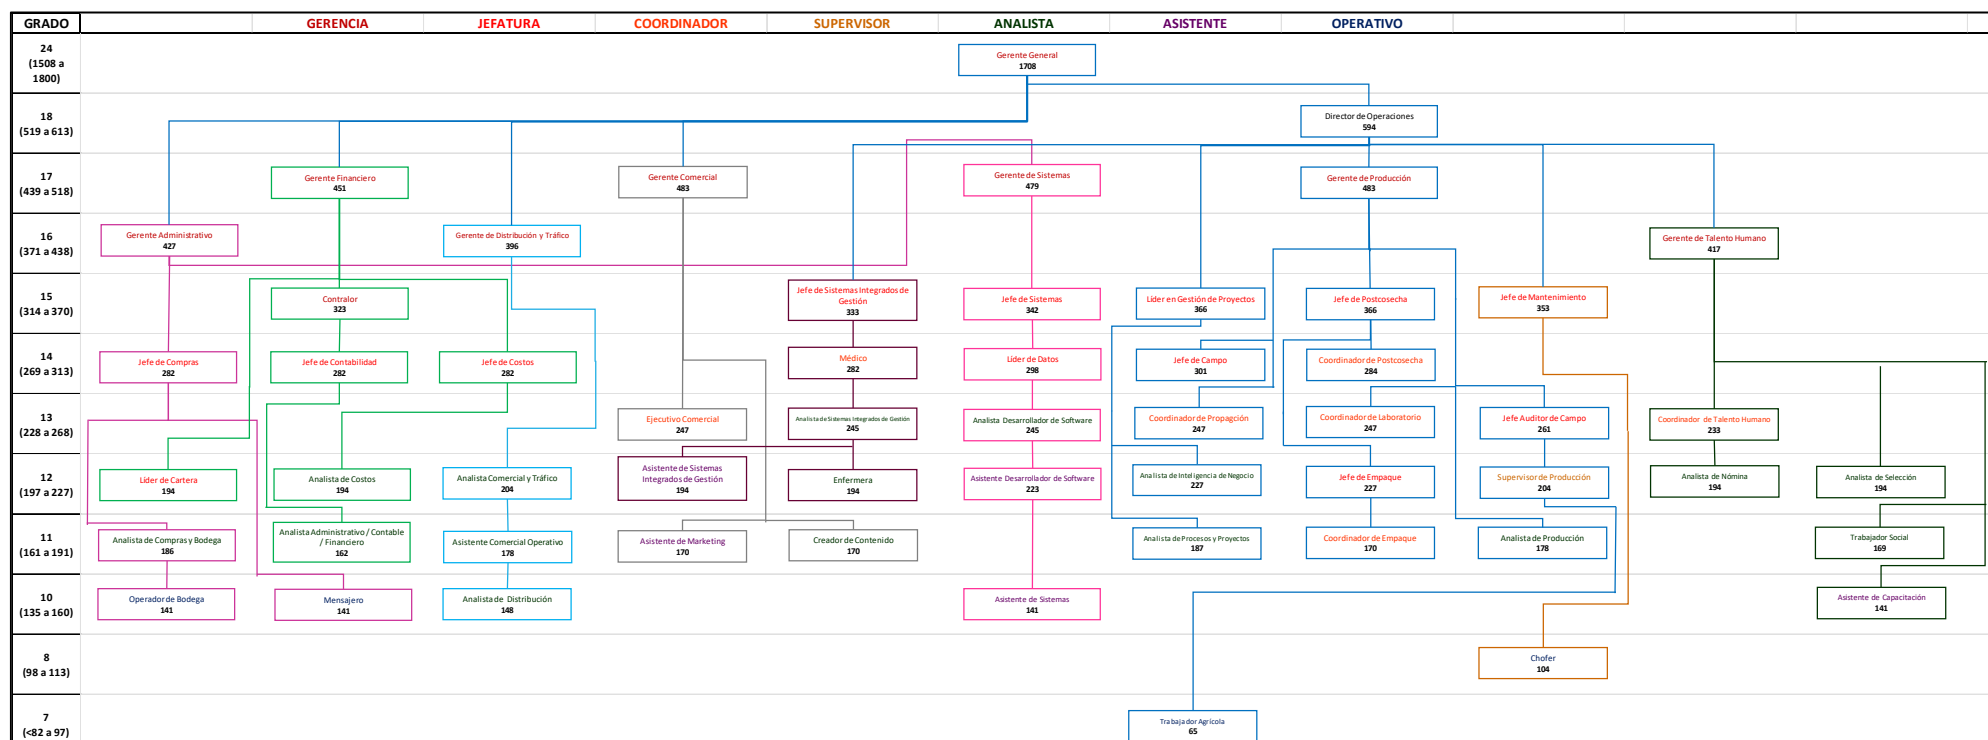 GRADO GERENCIA JEFATURA COORDINADOR SUPERVISOR ANALISTA ASISTENTE OPERATIVO
24
(1508 a
1800)
Gerente General
1708
18
(519 a 613)
Director de Operaciones
594
17
(439 a 518)
Gerente Financiero
451
Gerente Comercial
483
Gerente de Sistemas
479
Gerente de Producción
483
16
(371 a 438)
Gerente Administrativo
427
Gerente de Distribución y Tráfico
396
Gerente de Talento Humano
417
15
(314 a 370)
Contralor
323
Jefe de Sistemas Integrados de
Gestión
333
Jefe de Sistemas
342
Líder en Gestión de Proyectos
366
Jefe de Postcosecha
366
Jefe de Mantenimiento
353
14
(269 a 313)
Jefe de Compras
282
Jefe de Contabilidad
282
Jefe de Costos
282
Médico
282
Líder de Datos
298
Jefe de Campo
301
Coordinador de Postcosecha
284
13
(228 a 268)
Ejecutivo Comercial
247
Analista de Sistemas Integrados de Gestión
245
Analista Desarrollador de Software
245
Coordinador de Propagción
247
Coordinador de Laboratorio
247
Jefe Auditor de Campo
261
Coordinador de Talento Humano
233
12
(197 a 227)
Líder de Cartera
194
Analista de Costos
194
Analista Comercial y Tráfico
204
Asistente de Sistemas
Integrados de Gestión
194
Enfermera
194
Asistente Desarrollador de Software
223
Analista de Inteligencia de Negocio
227
Jefe de Empaque
227
Supervisor de Producción
204
Analista de Nómina
194
Analista de Selección
194
11
(161 a 191)
Analista de Compras y Bodega
186
Analista Administrativo / Contable
/ Financiero
162
Asistente Comercial Operativo
178
Asistente de Marketing
170
Creador de Contenido
170
Analista de Procesos y Proyectos
187
Coordinador de Empaque
170
Analista de Producción
178
Trabajador Social
169
10
(135 a 160)
Operador de Bodega
141
Mensajero
141
Analista de Distribución
148
Asistente de Sistemas
141
Asistente de Capacitación
141
8
(98 a 113)
Chofer
104
7
(<82 a 97)
Trabajador Agrícola
65